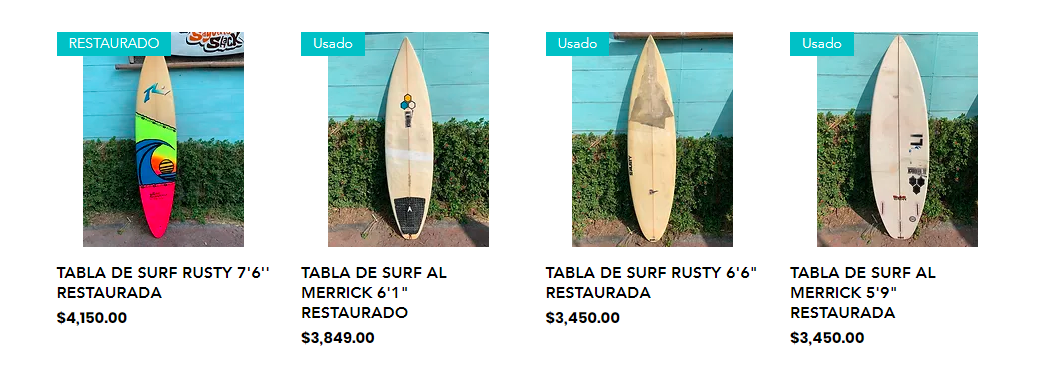 RESTAURADO
Usado
Usado
Usado
TABLA DE SURF RUSTY 7'6''
RESTAURADA
$4,150.00
TABLA DE SURF AL
MERRICK 6'1"
RESTAURADO
$3,849.00
TABLA DE SURF RUSTY 6'6"
RESTAURADA
$3,450.00
TABLA DE SURF AL
MERRICK 5'9"
RESTAURADA
$3,450.00